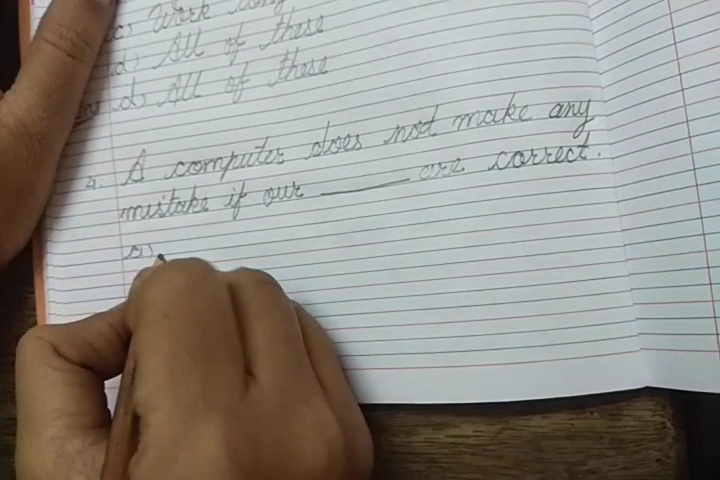 c) Work long
d) All of these
Ans d) All of these
4. A computer does not make any
mistake if our ______ are correct.
a)